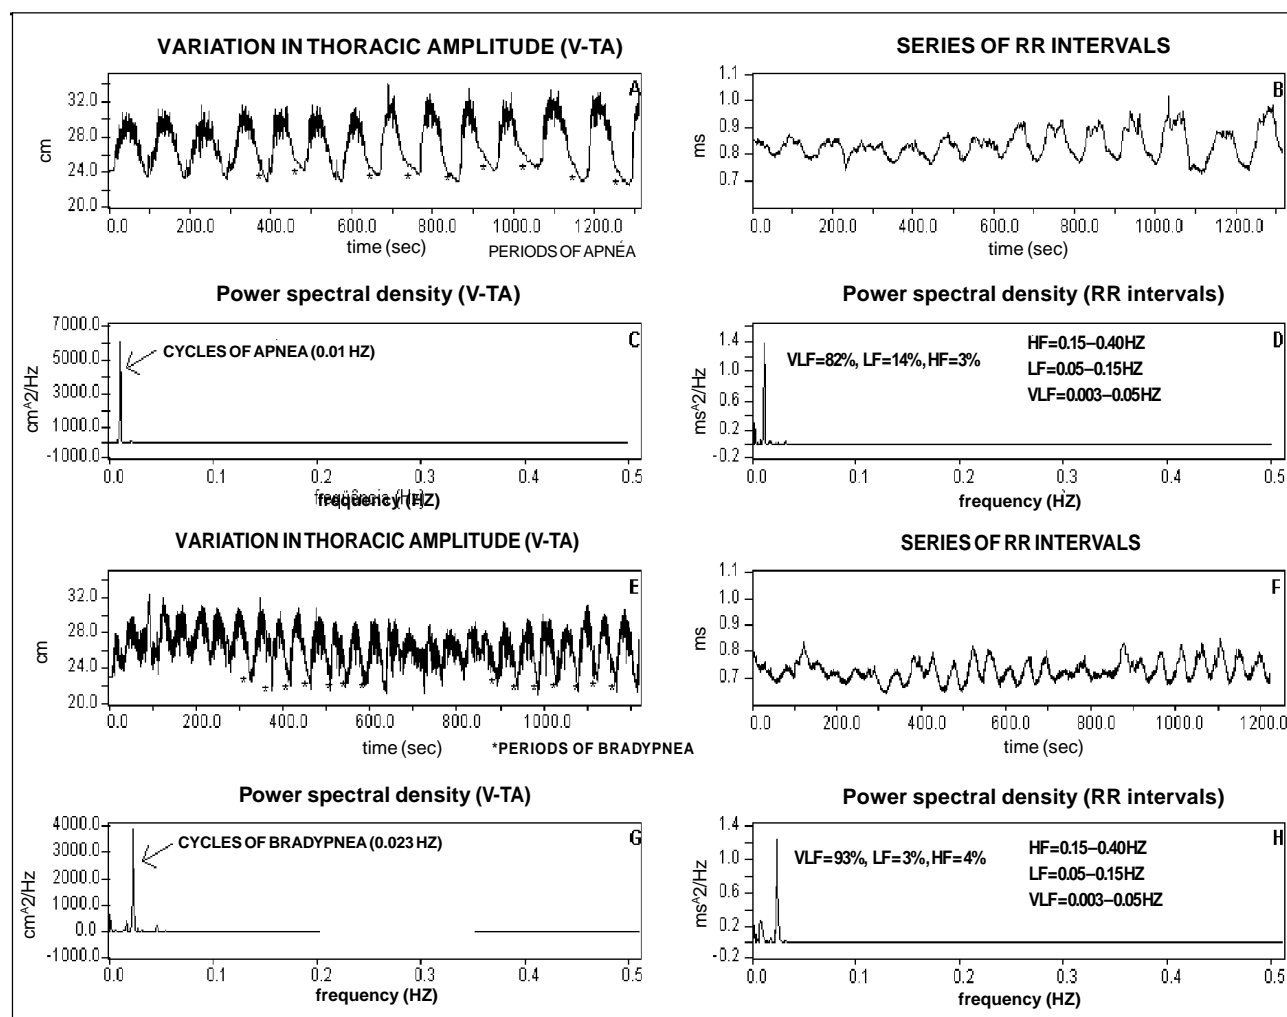 VARIATION IN THORACIC AMPLITUDE (V-TA)
A
32.0
28.0
24.0
20.0
cm
0.0 200.0 400.0 600.0 800.0 1000.0 1200.0
time (sec)
PERIODS OF APNÉA
SERIES OF RR INTERVALS
B
1.1
1.0
0.9
0.8
0.7
ms
0.0 200.0 400.0 600.0 800.0 1000.0 1200.0
time (sec)
Power spectral density (V-TA)
C
7000.0
5000.0
3000.0
1000.0
-1000.0
cm^2/Hz
CYCLES OF APNEA (0.01 HZ)
0.0 0.1 0.2 0.3 0.4 0.5
frequency (HZ)
Power spectral density (RR intervals)
D
1.4
1.0
0.6
0.2
-0.2
ms^2/Hz
VLF=82%, LF=14%, HF=3%
HF=0.15–0.40HZ
LF=0.05–0.15HZ
VLF=0.003–0.05HZ
0.0 0.1 0.2 0.3 0.4 0.5
frequency (HZ)
VARIATION IN THORACIC AMPLITUDE (V-TA)
E
32.0
28.0
24.0
20.0
cm
0.0 200.0 400.0 600.0 800.0 1000.0
time (sec)
*PERIODS OF BRADYPNEA
SERIES OF RR INTERVALS
F
1.1
1.0
0.9
0.8
0.7
ms
0.0 200.0 400.0 600.0 800.0 1000.0 1200.0
time (sec)
Power spectral density (V-TA)
G
4000.0
3000.0
2000.0
1000.0
0.0
-1000.0
cm^2/Hz
CYCLES OF BRADYPNEA (0.023 HZ)
0.0 0.1 0.2 0.3 0.4 0.5
frequency (HZ)
Power spectral density (RR intervals)
H
1.4
1.0
0.6
0.2
-0.2
ms^2/Hz
VLF=93%, LF=3%, HF=4%
HF=0.15–0.40HZ
LF=0.05–0.15HZ
VLF=0.003–0.05HZ
0.0 0.1 0.2 0.3 0.4 0.5
frequency (HZ)